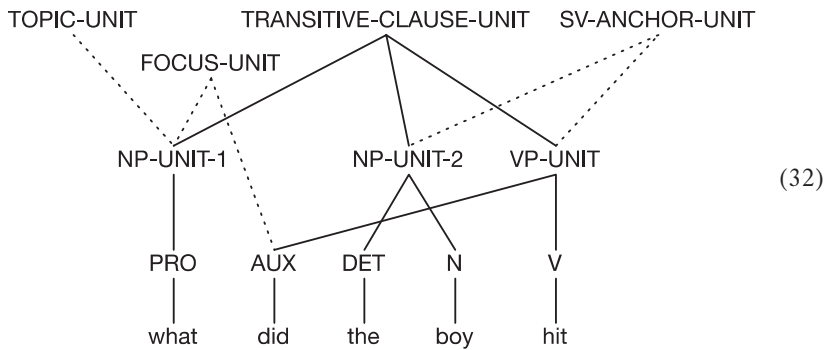 TOPIC-UNIT TRANSITIVE-CLAUSE-UNIT SV-ANCHOR-UNIT
FOCUS-UNIT
NP-UNIT-1 NP-UNIT-2 VP-UNIT
(32)
PRO AUX DET N V
what did the boy hit